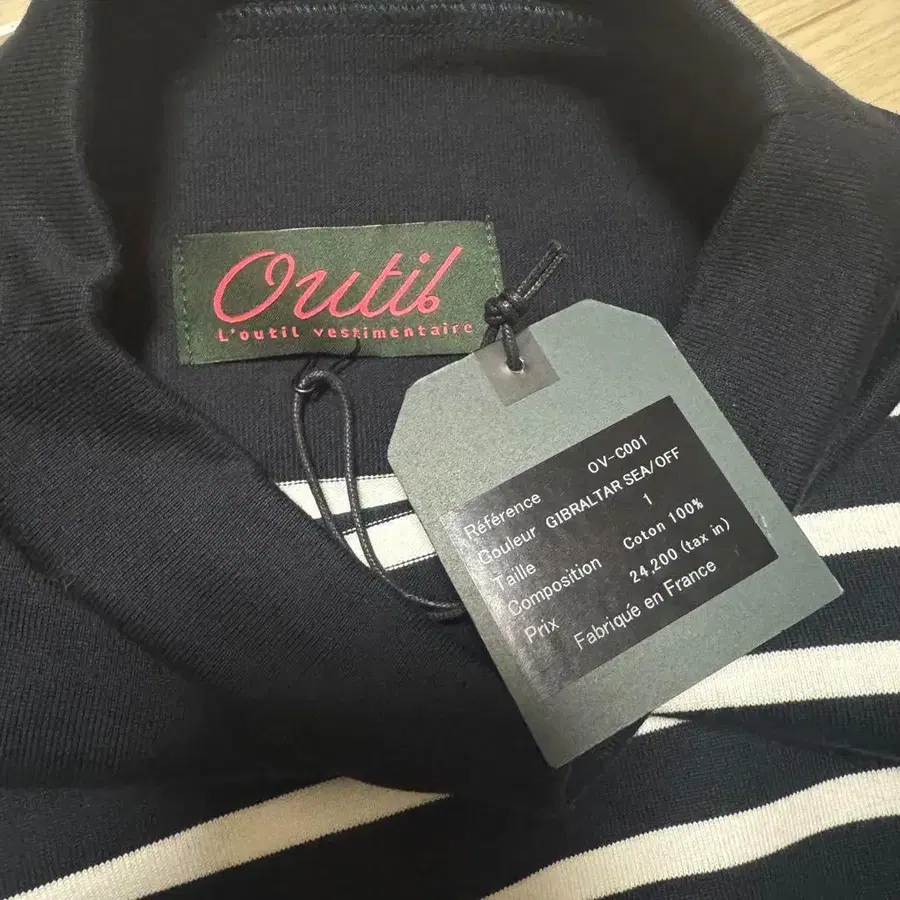 Outil
L'outil vestimentaire
Référence OV-C001
Couleur GIBRALTAR SEA/OFF
Taille 1
Composition Coton 100%
Prix 24,200 (tax in)
Fabriqué en France